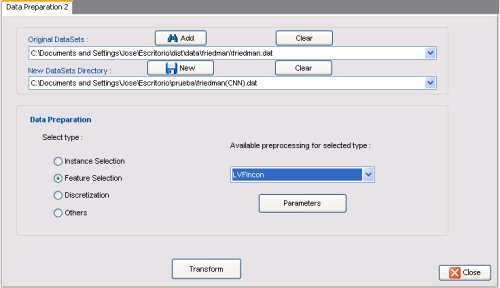 Data Preparation 2
Original DataSets : Add Clear
C:\Documents and Settings\Jose\Escritorio\dist\data\friedman\friedman.dat
New DataSets Directory : New Clear
C:\Documents and Settings\Jose\Escritorio\prueba\friedman(CNN).dat
Data Preparation
Select type :
Available preprocessing for selected type :
Instance Selection
Feature Selection
LVFIncon
Discretization
Parameters
Others
Transform
Close